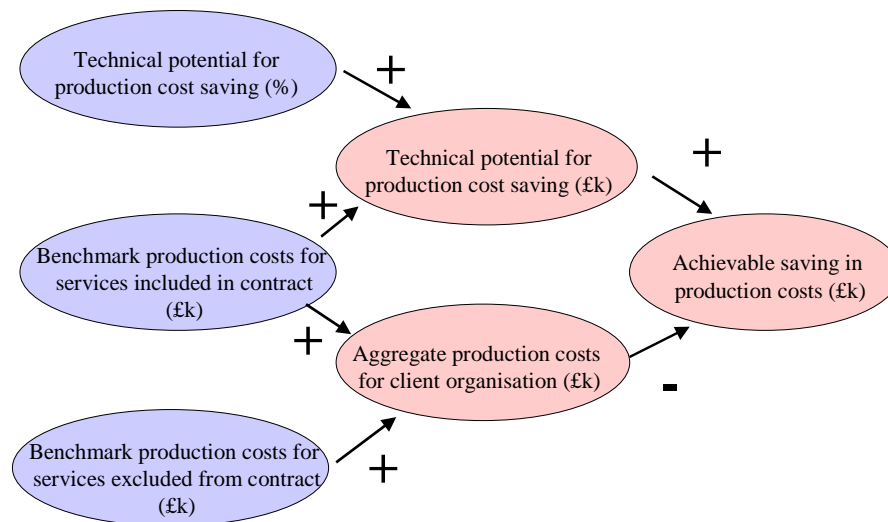 Technical potential for
production cost saving (%)
+
Technical potential for
production cost saving (£k)
+
+
Benchmark production costs for
services included in contract
(£k)
Achievable saving in
production costs (£k)
+
Aggregate production costs
for client organisation (£k)
-
Benchmark production costs for
services excluded from contract
(£k)
+